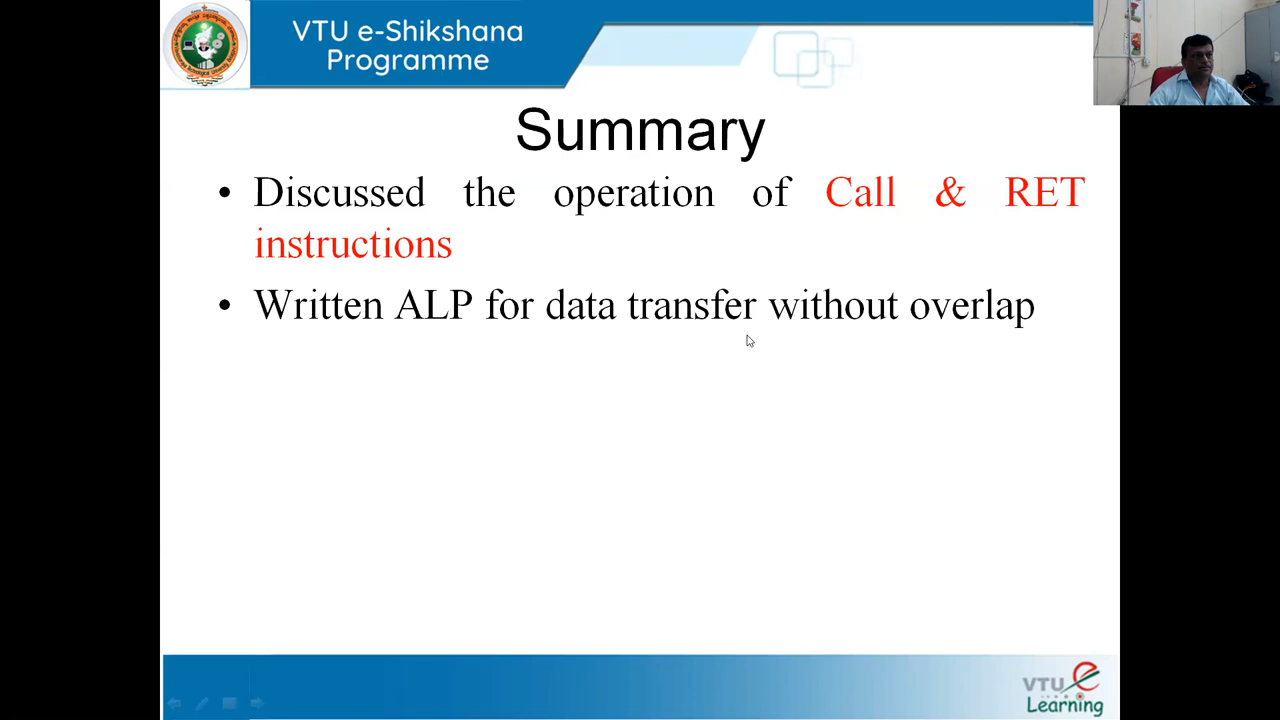 VTU e-Shikshana
Programme
Summary
• Discussed the operation of Call & RET
instructions
• Written ALP for data transfer without overlap
VTU e
Learning